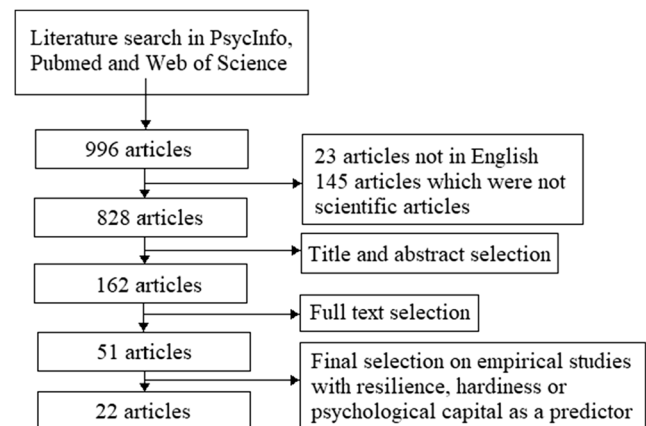 Literature search in PsycInfo,
Pubmed and Web of Science
996 articles
23 articles not in English
145 articles which were not
scientific articles
828 articles
Title and abstract selection
162 articles
Full text selection
51 articles
Final selection on empirical studies
with resilience, hardiness or
psychological capital as a predictor
22 articles